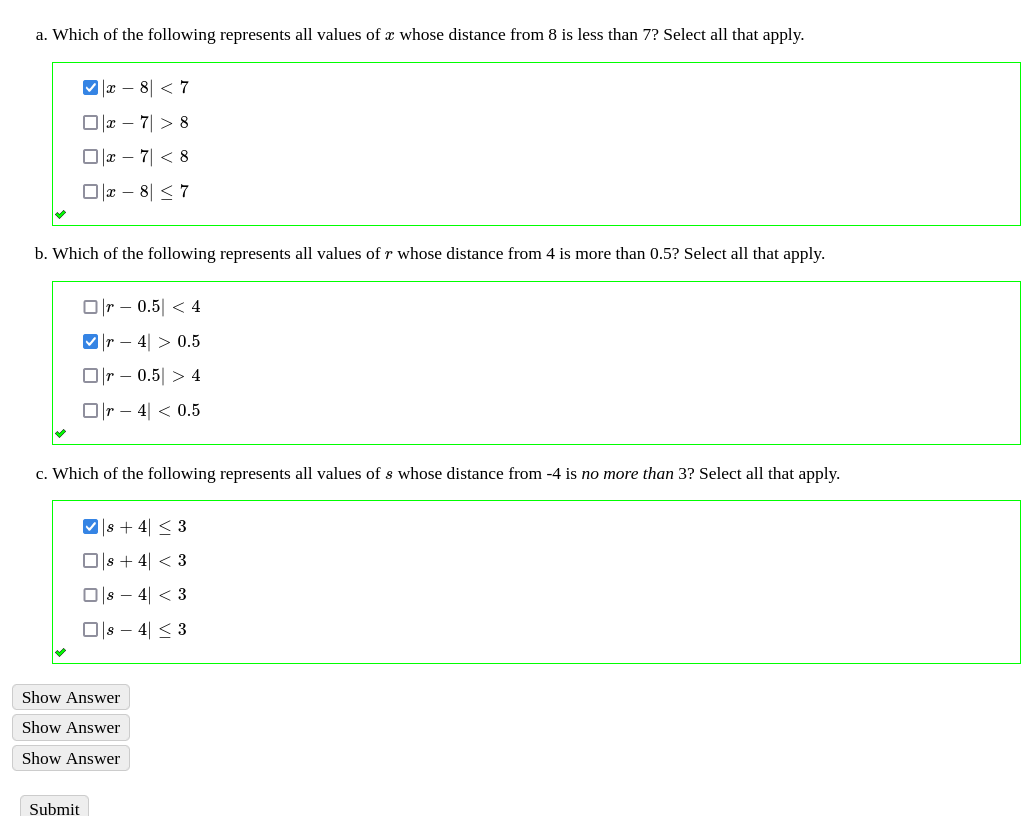 a. Which of the following represents all values of x whose distance from 8 is less than 7? Select all that apply.
|x − 8| < 7
|x − 7| > 8
|x − 7| < 8
|x − 8| ≤ 7
b. Which of the following represents all values of r whose distance from 4 is more than 0.5? Select all that apply.
|r − 0.5| < 4
|r − 4| > 0.5
|r − 0.5| > 4
|r − 4| < 0.5
c. Which of the following represents all values of s whose distance from -4 is no more than 3? Select all that apply.
|s + 4| ≤ 3
|s + 4| < 3
|s − 4| < 3
|s − 4| ≤ 3
Show Answer
Show Answer
Show Answer
Submit